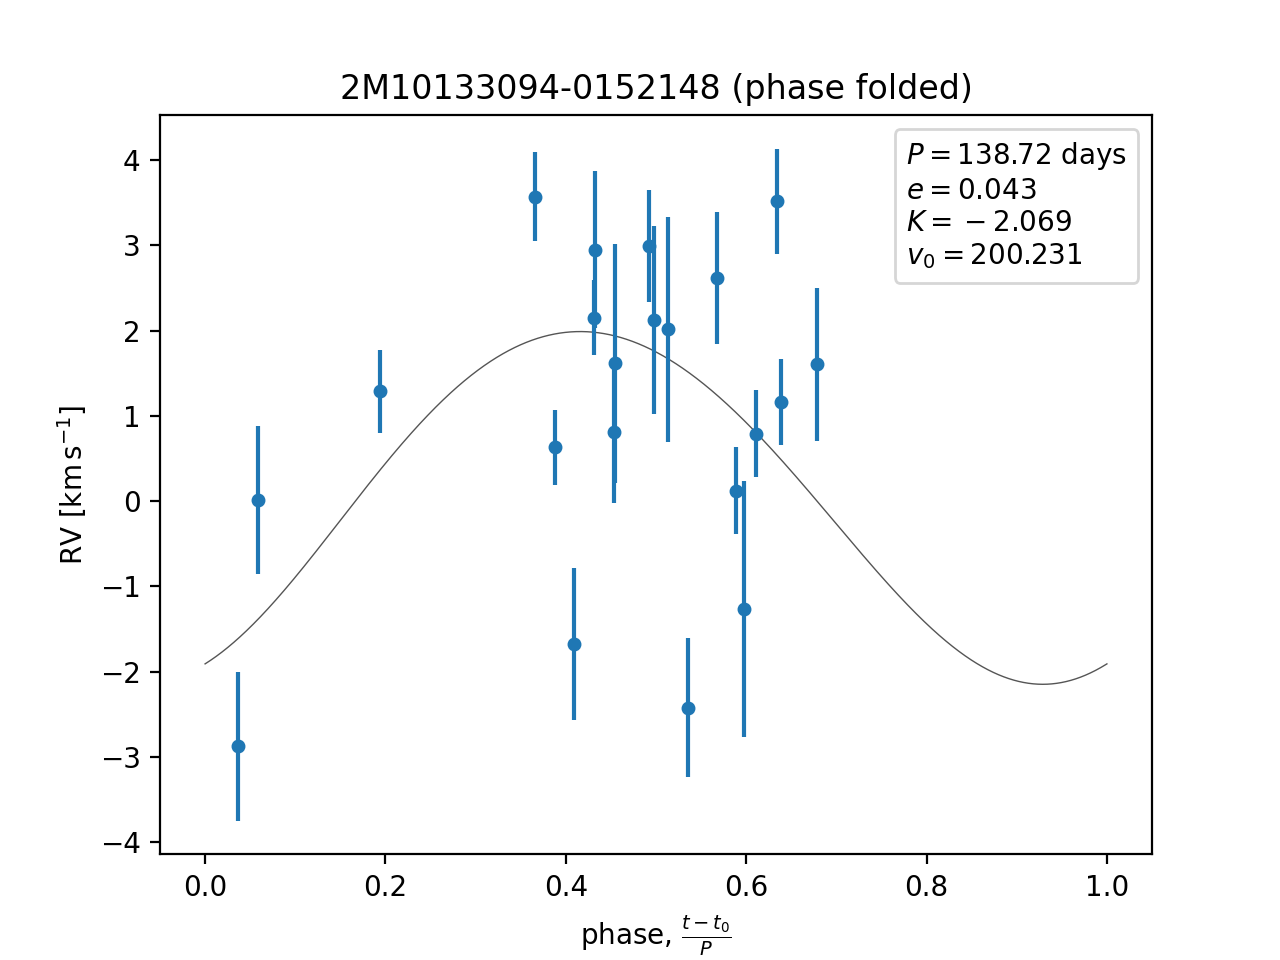 2M10133094-0152148 (phase folded)
P = 138.72 days
e = 0.043
K = −2.069
v₀ = 200.231
4
3
2
1
0
−1
−2
−3
−4
RV [km s⁻¹]
0.0 0.2 0.4 0.6 0.8 1.0
phase, (t − t₀)/P